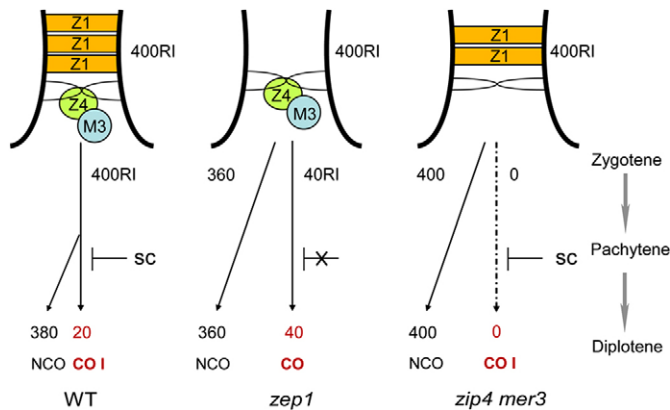 Z1
Z1
Z1
400RI
Z4
M3
400RI
SC
380 20
NCO CO I
WT
400RI
Z4
M3
360 40RI
X
360 40
NCO CO
zep1
Z1
Z1
400RI
400 0
SC
400 0
NCO CO I
zip4 mer3
Zygotene
Pachytene
Diplotene